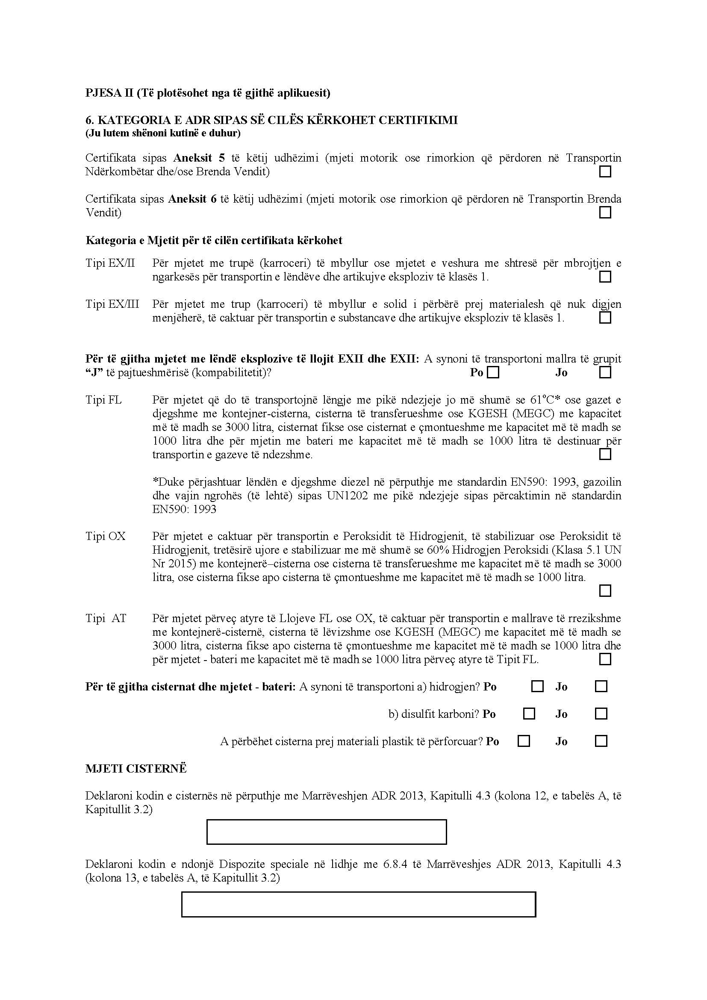 PJESA II (Të plotësohet nga të gjithë aplikuesit)
6. KATEGORIA E ADR SIPAS SË CILËS KËRKOHET CERTIFIKIMI
(Ju lutem shënoni kutinë e duhur)
Certifikata sipas Aneksit 5 të këtij udhëzimi (mjeti motorik ose rimorkion që përdoren në Transportin
Ndërkombëtar dhe/ose Brenda Vendit)
Certifikata sipas Aneksit 6 të këtij udhëzimi (mjeti motorik ose rimorkion që përdoren në Transportin Brenda
Vendit)
Kategoria e Mjetit për të cilën certifikata kërkohet
Tipi EX/II Për mjetet me trupë (karroceri) të mbyllur ose mjetet e veshura me shtresë për mbrojtjen e
ngarkesës për transportin e lëndëve dhe artikujve eksploziv të klasës 1.
Tipi EX/III Për mjetet me trup (karroceri) të mbyllur e solid i përbërë prej materialesh që nuk digjen
menjëherë, të caktuar për transportin e substancave dhe artikujve eksploziv të klasës 1.
Për të gjitha mjetet me lëndë eksplozive të llojit EXII dhe EXII: A synoni të transportoni mallra të grupit
“J” të pajtueshmërisë (kompabilitetit)? Po Jo
Tipi FL Për mjetet që do të transportojnë lëngje me pikë ndezjeje jo më shumë se 61ºC* ose gazet e
djegshme me kontejner-cisterna, cisterna të transferueshme ose KGESH (MEGC) me kapacitet
më të madh se 3000 litra, cisternat fikse ose cisternat e çmontueshme me kapacitet më të madh se
1000 litra dhe për mjetin me bateri me kapacitet më të madh se 1000 litra të destinuar për
transportin e gazeve të ndezshme.
*Duke përjashtuar lëndën e djegshme diezel në përputhje me standardin EN590: 1993, gazoilin
dhe vajin ngrohës (të lehtë) sipas UN1202 me pikë ndezjeje sipas përcaktimin në standardin
EN590: 1993
Tipi OX Për mjetet e caktuar për transportin e Peroksidit të Hidrogjenit, të stabilizuar ose Peroksidit të
Hidrogjenit, tretësirë ujore e stabilizuar me më shumë se 60% Hidrogjen Peroksidi (Klasa 5.1 UN
Nr 2015) me kontejnerë–cisterna ose cisterna të transferueshme me kapacitet më të madh se 3000
litra, ose cisterna fikse apo cisterna të çmontueshme me kapacitet më të madh se 1000 litra.
Tipi AT Për mjetet përveç atyre të Llojeve FL ose OX, të caktuar për transportin e mallrave të rrezikshme
me kontejnerë-cisternë, cisterna të lëvizshme ose KGESH (MEGC) me kapacitet më të madh se
3000 litra, cisterna fikse apo cisterna të çmontueshme me kapacitet më të madh se 1000 litra dhe
për mjetet - bateri me kapacitet më të madh se 1000 litra përveç atyre të Tipit FL.
Për të gjitha cisternat dhe mjetet - bateri: A synoni të transportoni a) hidrogjen? Po Jo
b) disulfit karboni? Po Jo
A përbëhet cisterna prej materiali plastik të përforcuar? Po Jo
MJETI CISTERNË
Deklaroni kodin e cisternës në përputhje me Marrëveshjen ADR 2013, Kapitulli 4.3 (kolona 12, e tabelës A, të
Kapitullit 3.2)
Deklaroni kodin e ndonjë Dispozite speciale në lidhje me 6.8.4 të Marrëveshjes ADR 2013, Kapitulli 4.3
(kolona 13, e tabelës A, të Kapitullit 3.2)